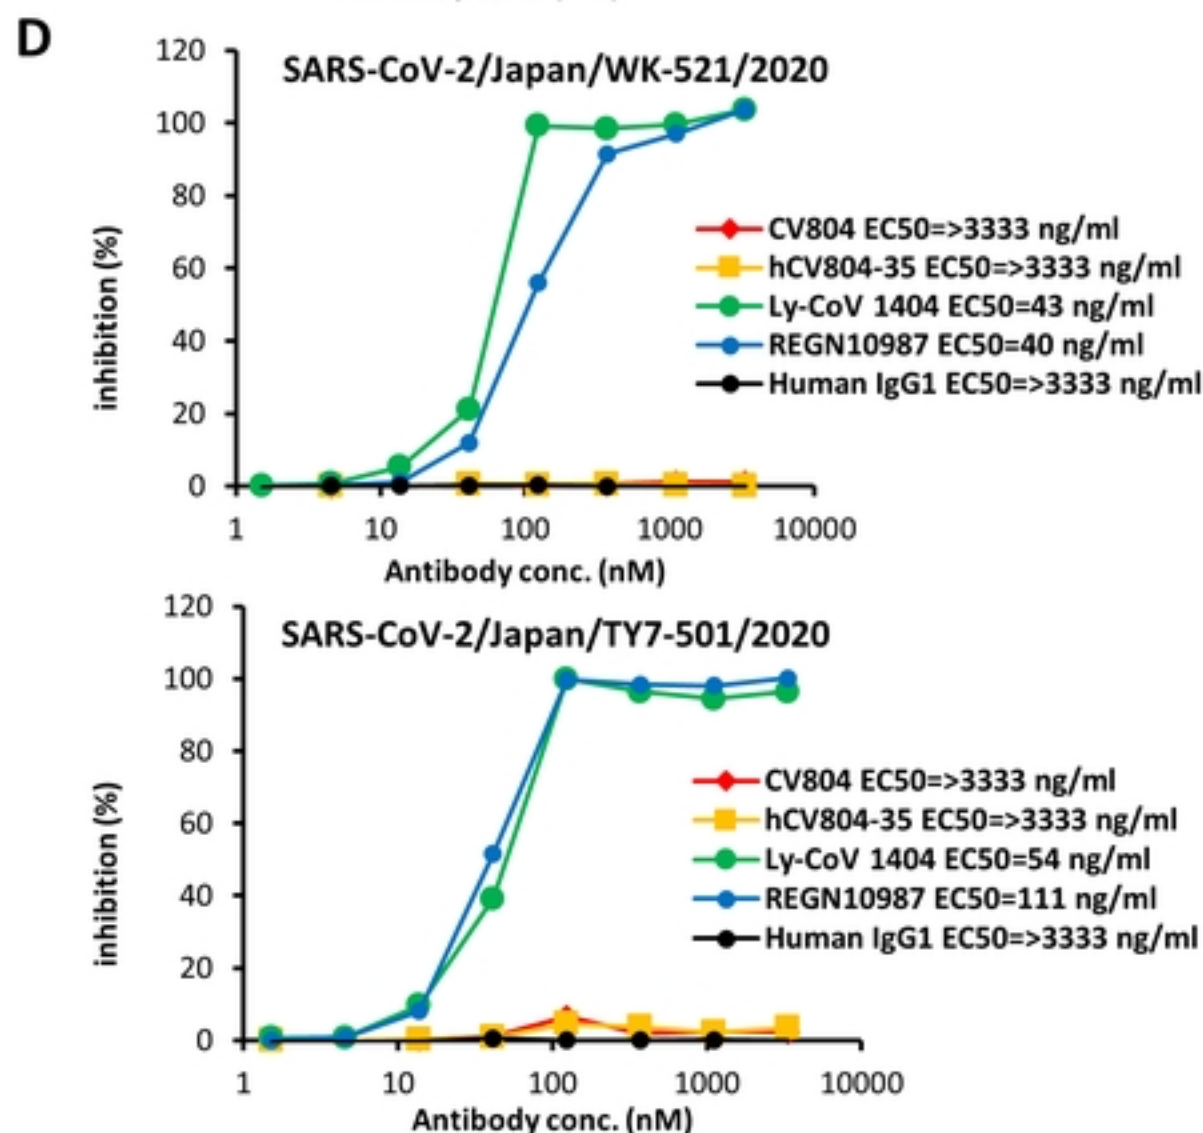 D
SARS-CoV-2/Japan/WK-521/2020
120
100
80
60
40
20
0
inhibition (%)
CV804 EC50=>3333 ng/ml
hCV804-35 EC50=>3333 ng/ml
Ly-CoV 1404 EC50=43 ng/ml
REGN10987 EC50=40 ng/ml
Human IgG1 EC50=>3333 ng/ml
1 10 100 1000 10000
Antibody conc. (nM)
SARS-CoV-2/Japan/TY7-501/2020
120
100
80
60
40
20
0
inhibition (%)
CV804 EC50=>3333 ng/ml
hCV804-35 EC50=>3333 ng/ml
Ly-CoV 1404 EC50=54 ng/ml
REGN10987 EC50=111 ng/ml
Human IgG1 EC50=>3333 ng/ml
1 10 100 1000 10000
Antibody conc. (nM)